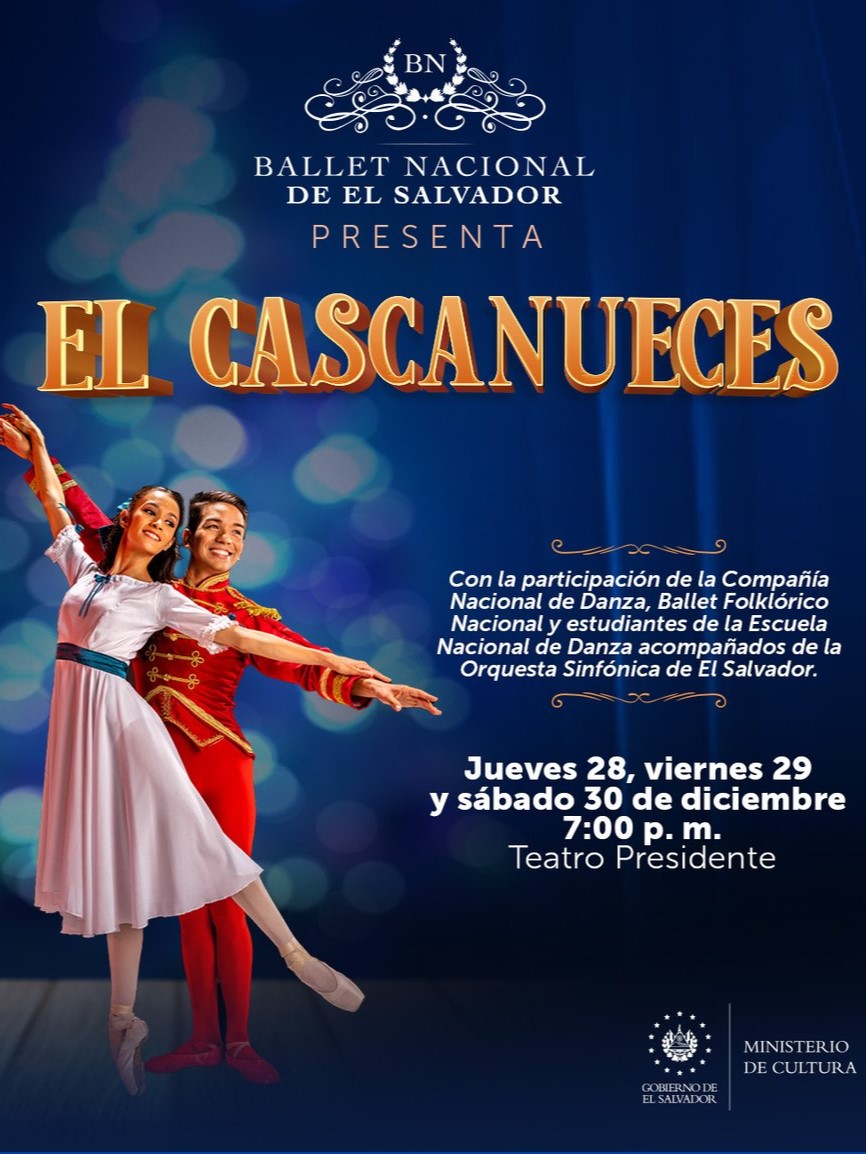 BN
BALLET NACIONAL
DE EL SALVADOR
PRESENTA
EL CASCANUECES
Con la participación de la Compañía
Nacional de Danza, Ballet Folklórico
Nacional y estudiantes de la Escuela
Nacional de Danza acompañados de la
Orquesta Sinfónica de El Salvador.
Jueves 28, viernes 29
y sábado 30 de diciembre
7:00 p. m.
Teatro Presidente
GOBIERNO DE
EL SALVADOR
MINISTERIO
DE CULTURA